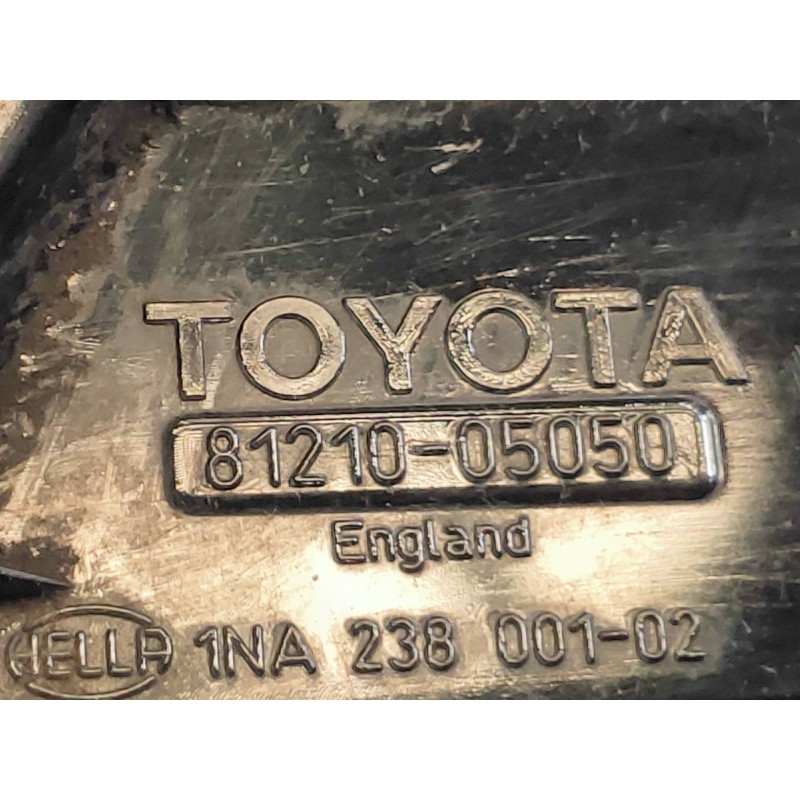 TOYOTA
81210-05050
England
HELLA 1NA 238 001-02